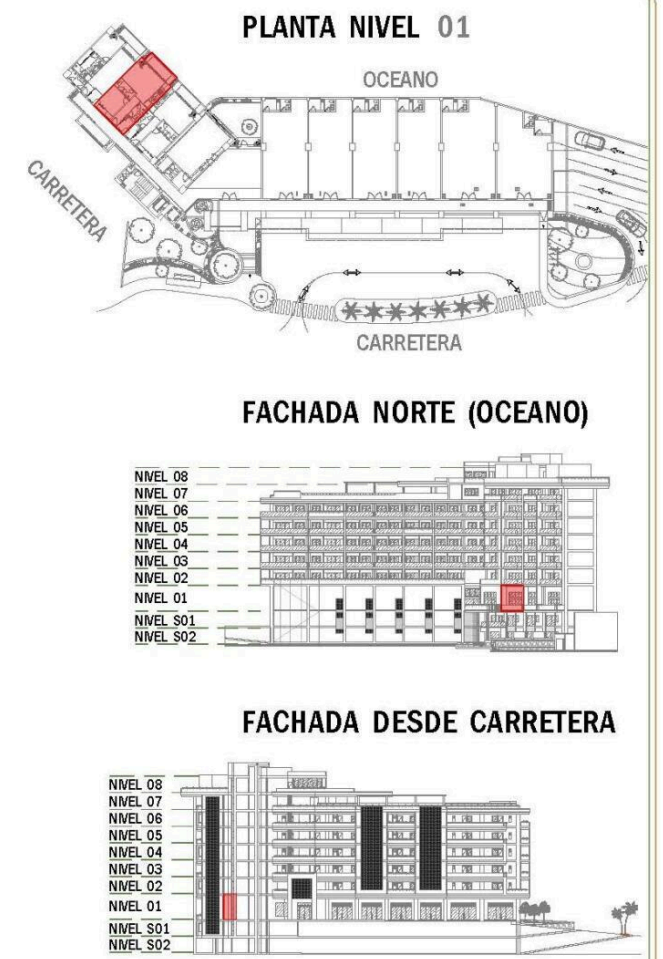 PLANTA NIVEL 01
OCEANO
CARRETERA
CARRETERA
FACHADA NORTE (OCEANO)
NIVEL 08
NIVEL 07
NIVEL 06
NIVEL 05
NIVEL 04
NIVEL 03
NIVEL 02
NIVEL 01
NIVEL S01
NIVEL S02
FACHADA DESDE CARRETERA
NIVEL 08
NIVEL 07
NIVEL 06
NIVEL 05
NIVEL 04
NIVEL 03
NIVEL 02
NIVEL 01
NIVEL S01
NIVEL S02